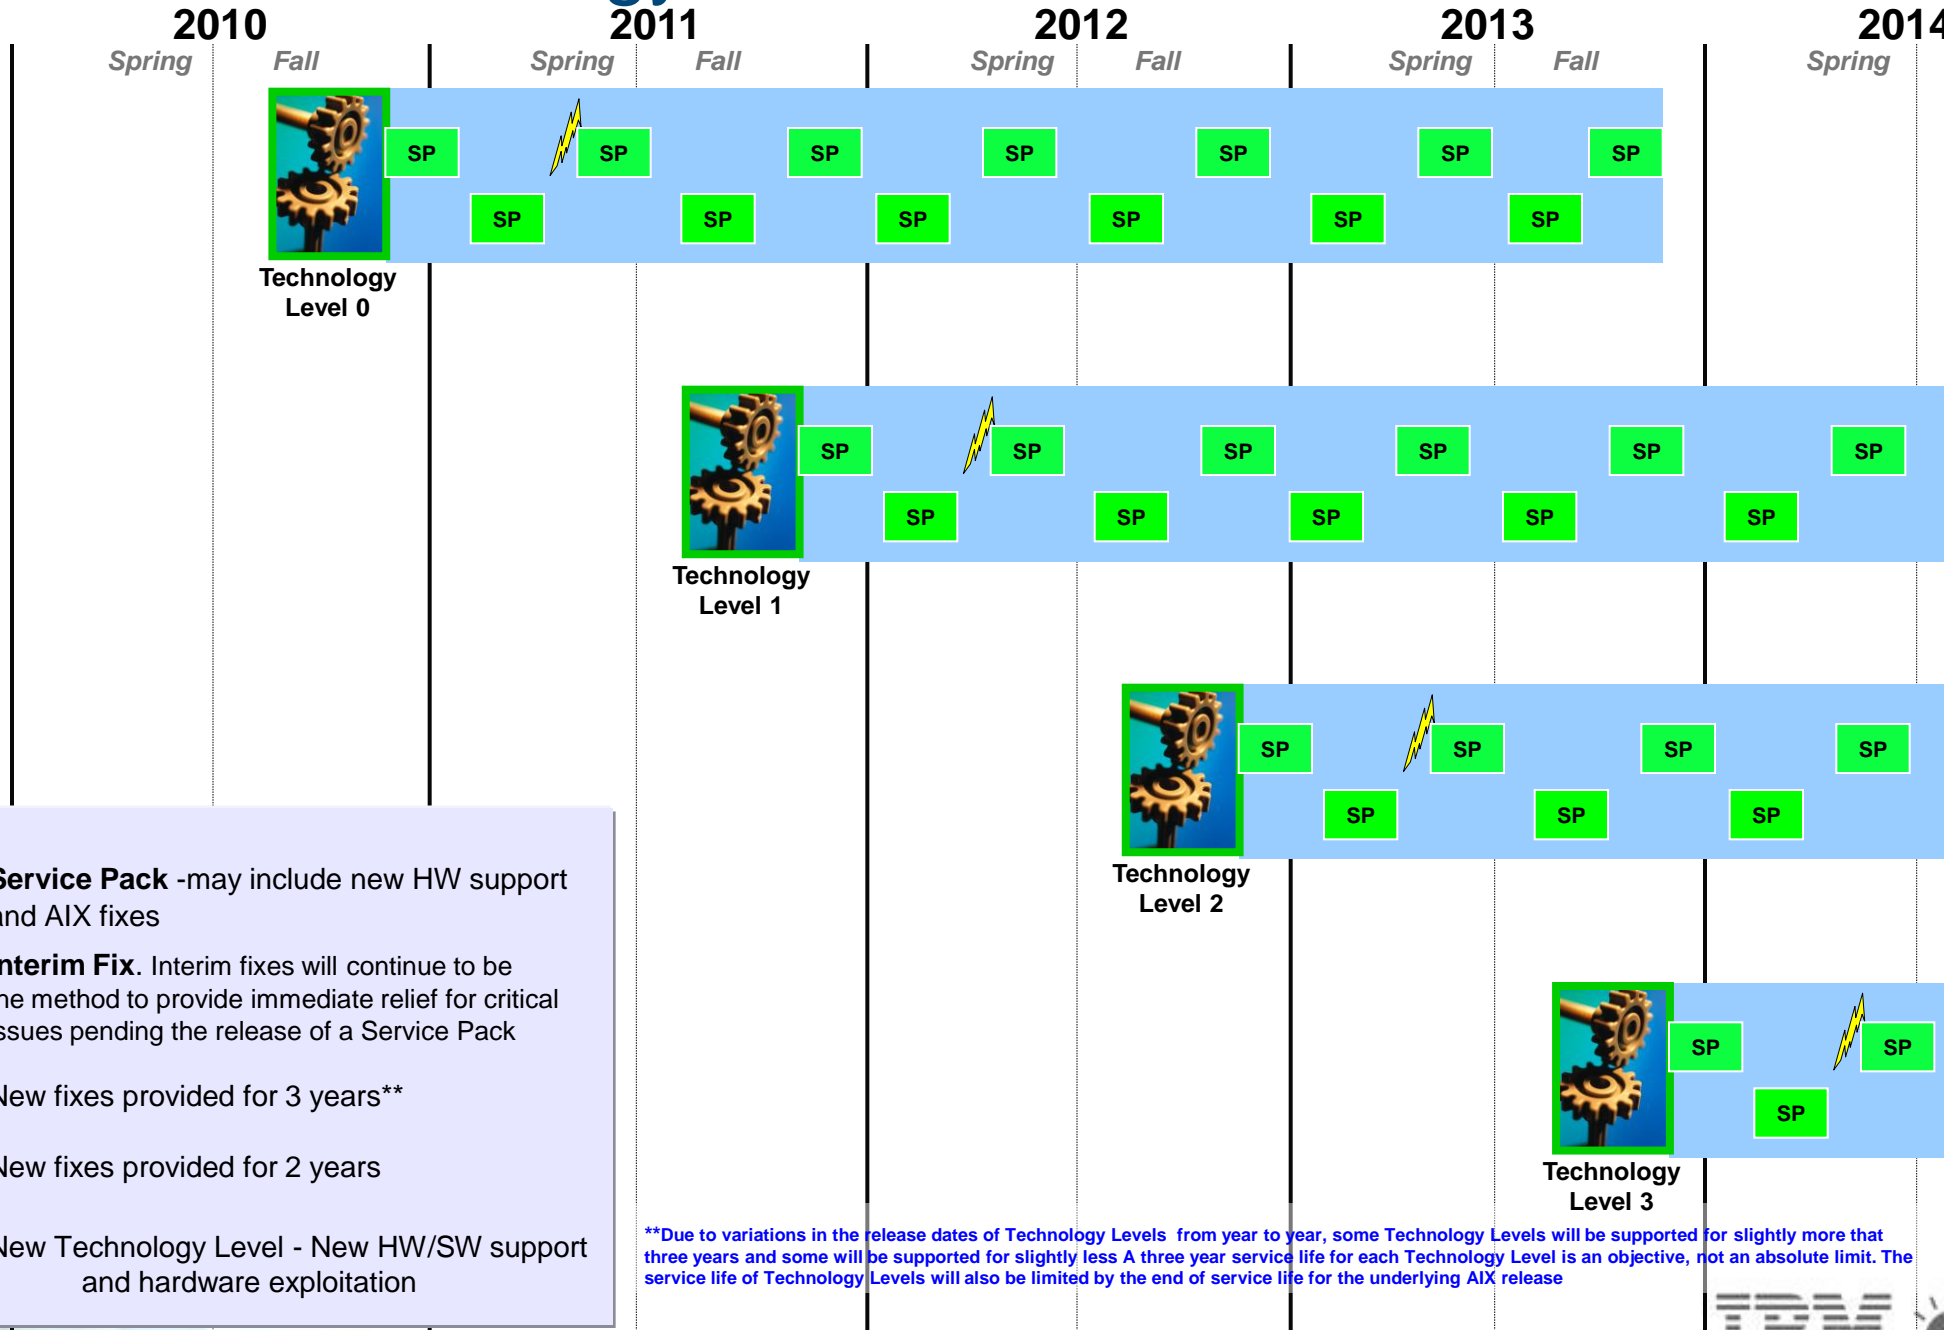 2010 2011 2012 2013 2014
Spring Fall Spring Fall Spring Fall Spring Fall Spring
SP SP SP SP SP SP SP
SP SP SP SP SP SP
Technology
Level 0
SP SP SP SP SP SP
SP SP SP SP SP
Technology
Level 1
SP SP SP SP
SP SP SP
Technology
Level 2
SP SP
SP
Technology
Level 3
Service Pack -may include new HW support
and AIX fixes
Interim Fix. Interim fixes will continue to be
the method to provide immediate relief for critical
issues pending the release of a Service Pack
New fixes provided for 3 years**
New fixes provided for 2 years
New Technology Level - New HW/SW support
and hardware exploitation
**Due to variations in the release dates of Technology Levels from year to year, some Technology Levels will be supported for slightly more that
three years and some will be supported for slightly less A three year service life for each Technology Level is an objective, not an absolute limit. The
service life of Technology Levels will also be limited by the end of service life for the underlying AIX release
IBM